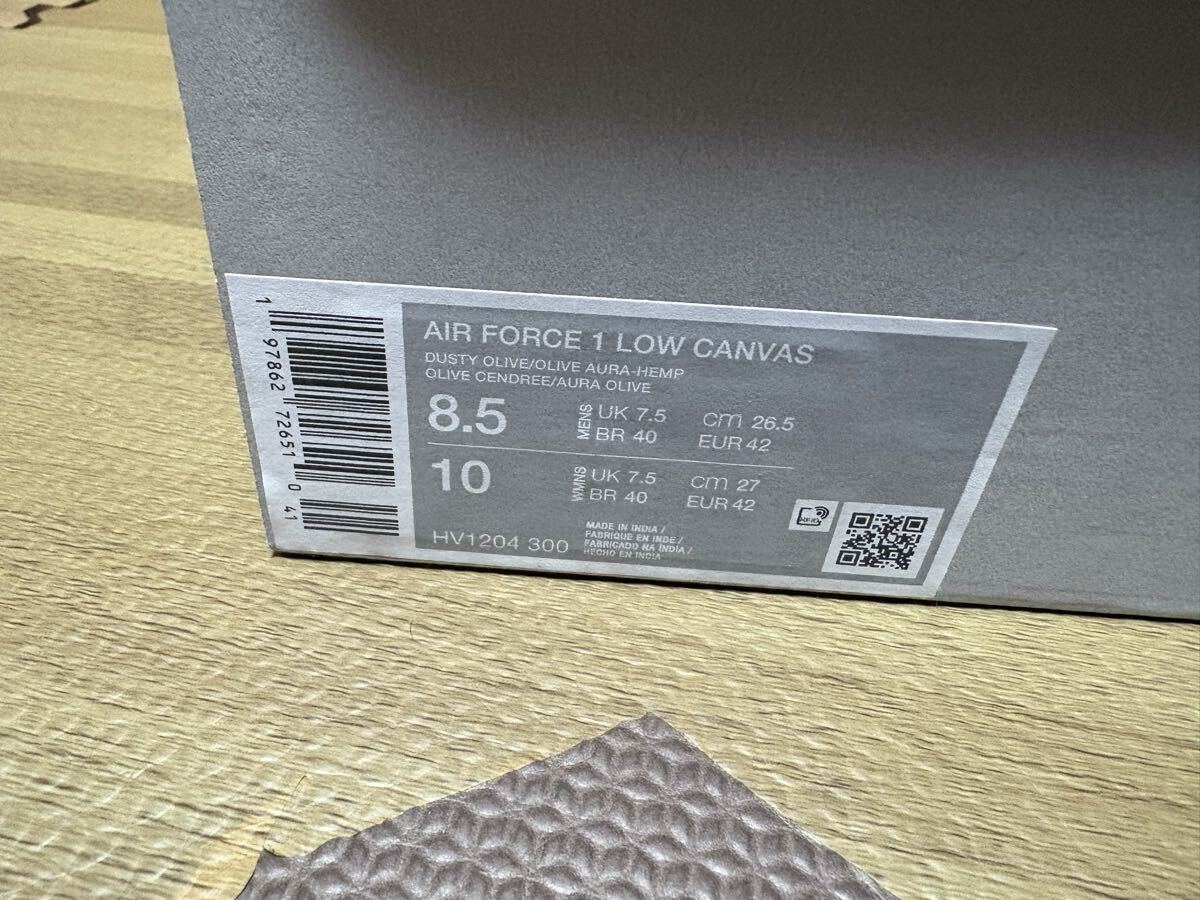 AIR FORCE 1 LOW CANVAS
DUSTY OLIVE/OLIVE AURA-HEMP
OLIVE CENDREE/AURA OLIVE
8.5 MENS UK 7.5 cm 26.5
BR 40 EUR 42
10 WMNS UK 7.5 cm 27
BR 40 EUR 42
HV1204 300
MADE IN INDIA /
FABRIQUE EN INDE /
FABRICADO NA ÍNDIA /
HECHO EN INDIA
RFID
1 97862 72651 0 41